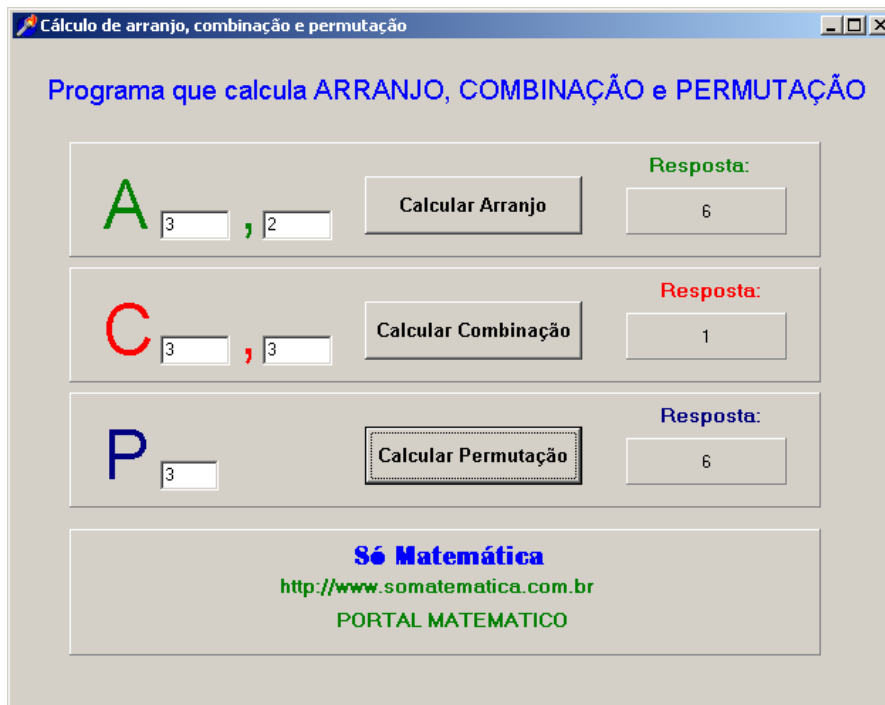 Cálculo de arranjo, combinação e permutação
Programa que calcula ARRANJO, COMBINAÇÃO e PERMUTAÇÃO
Resposta:
A 3 , 2 Calcular Arranjo 6
Resposta:
C 3 , 3 Calcular Combinação 1
Resposta:
P 3 Calcular Permutação 6
Só Matemática
http://www.somatematica.com.br
PORTAL MATEMATICO